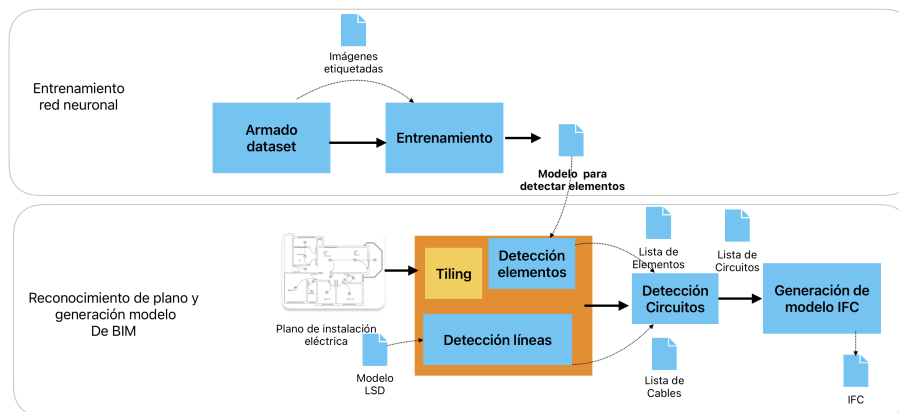 Imágenes
etiquetadas
Entrenamiento
red neuronal
Armado
dataset
Entrenamiento
Modelo para
detectar elementos
Reconocimiento de plano y
generación modelo
De BIM
Plano de instalación
eléctrica
Tiling
Detección
elementos
Detección líneas
Modelo
LSD
Lista de
Elementos
Lista de
Circuitos
Detección
Circuitos
Generación de
modelo IFC
Lista de
Cables
IFC